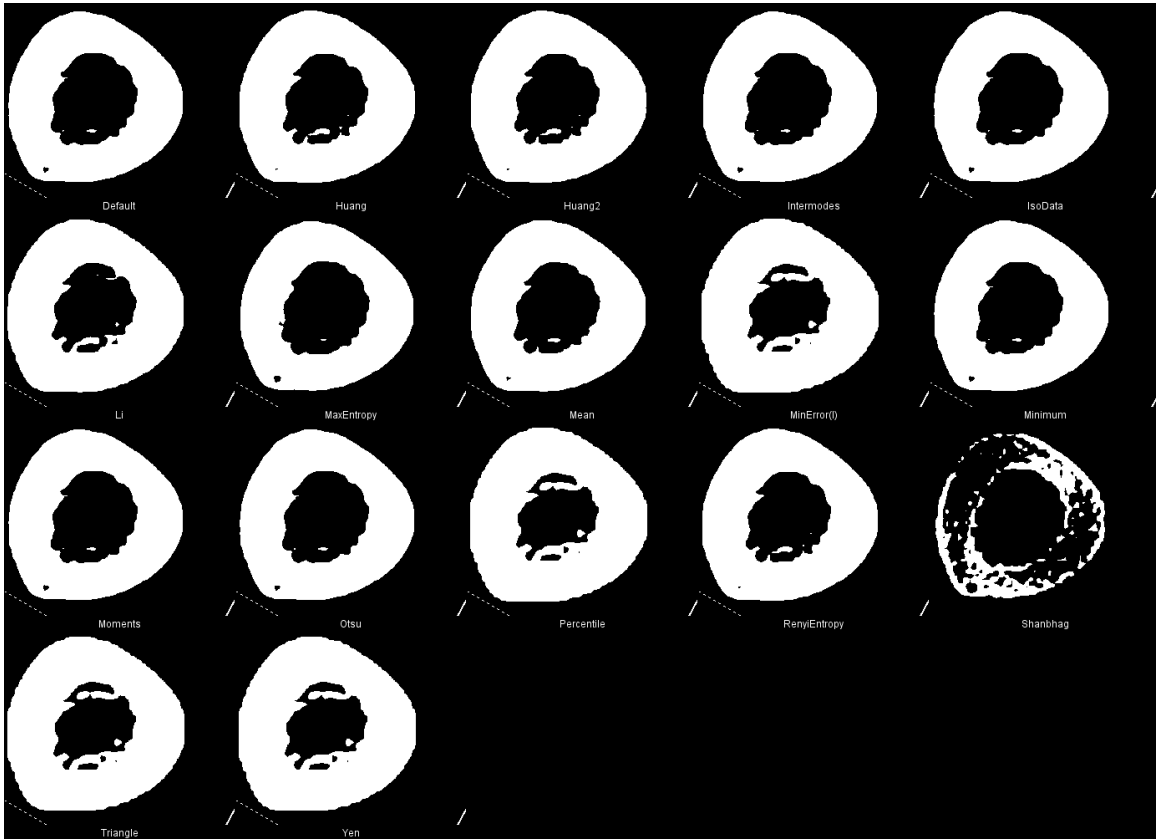 Default Huang Huang2 Intermodes IsoData
Li MaxEntropy Mean MinError(I) Minimum
Moments Otsu Percentile RenyiEntropy Shanbhag
Triangle Yen